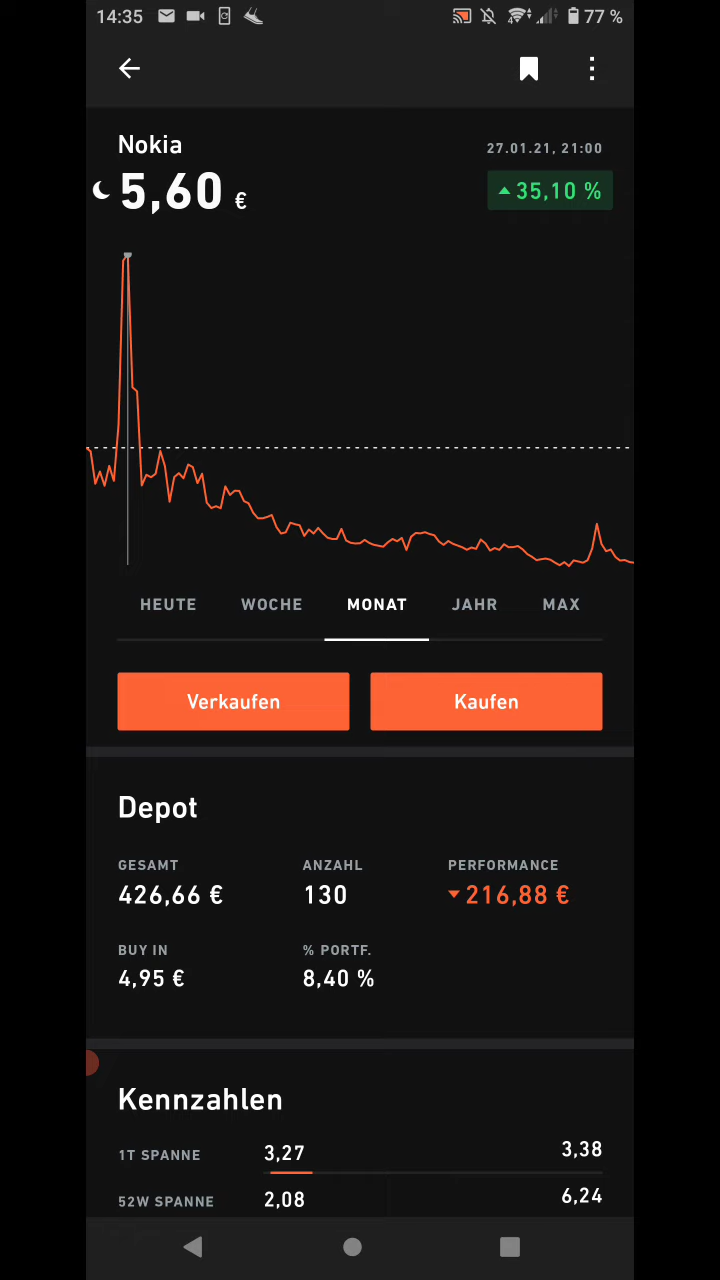 14:35 77 %
Nokia
27.01.21, 21:00
5,60 €
35,10 %
HEUTE WOCHE MONAT JAHR MAX
Verkaufen Kaufen
Depot
GESAMT ANZAHL PERFORMANCE
426,66 € 130 216,88 €
BUY IN % PORTF.
4,95 € 8,40 %
Kennzahlen
1T SPANNE 3,27 3,38
52W SPANNE 2,08 6,24